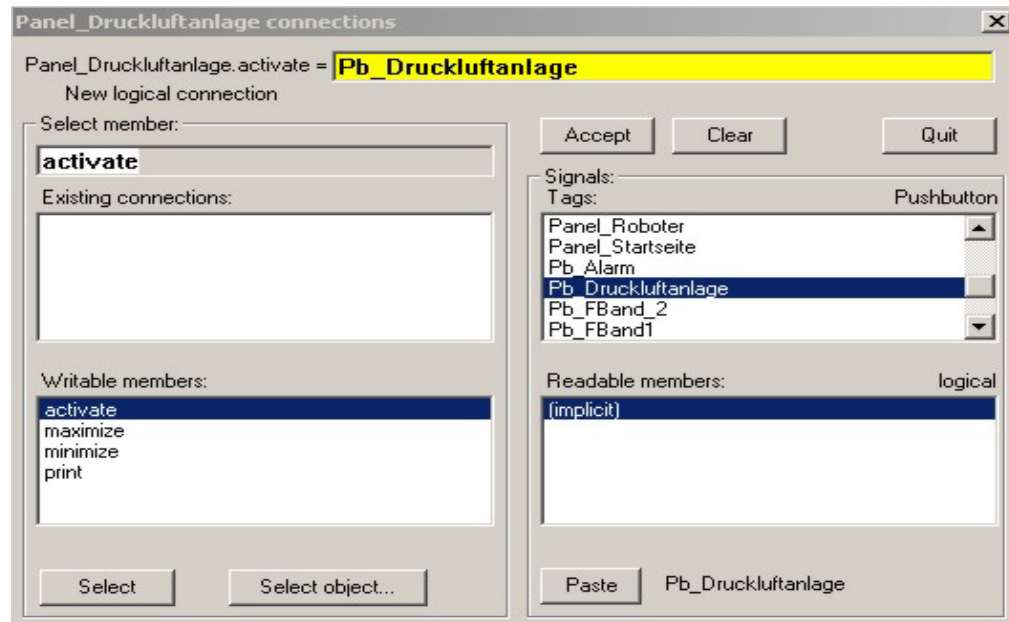 Panel_Druckluftanlage connections
Panel_Druckluftanlage.activate = Pb_Druckluftanlage
New logical connection
Select member:
activate
Existing connections:
Writable members:
activate
maximize
minimize
print
Select
Select object...
Accept
Clear
Quit
Signals:
Tags: Pushbutton
Panel_Roboter
Panel_Startseite
Pb_Alarm
Pb_Druckluftanlage
Pb_FBand_2
Pb_FBand1
Readable members: logical
(implicit)
Paste Pb_Druckluftanlage